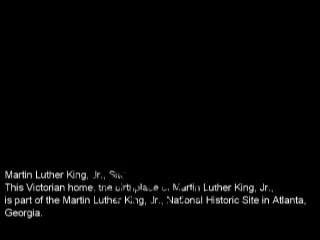 Martin Luther King, Jr.,
This Victorian home, the birthplace of Martin Luther King, Jr.,
is part of the Martin Luther King, Jr., National Historic Site in Atlanta,
Georgia.